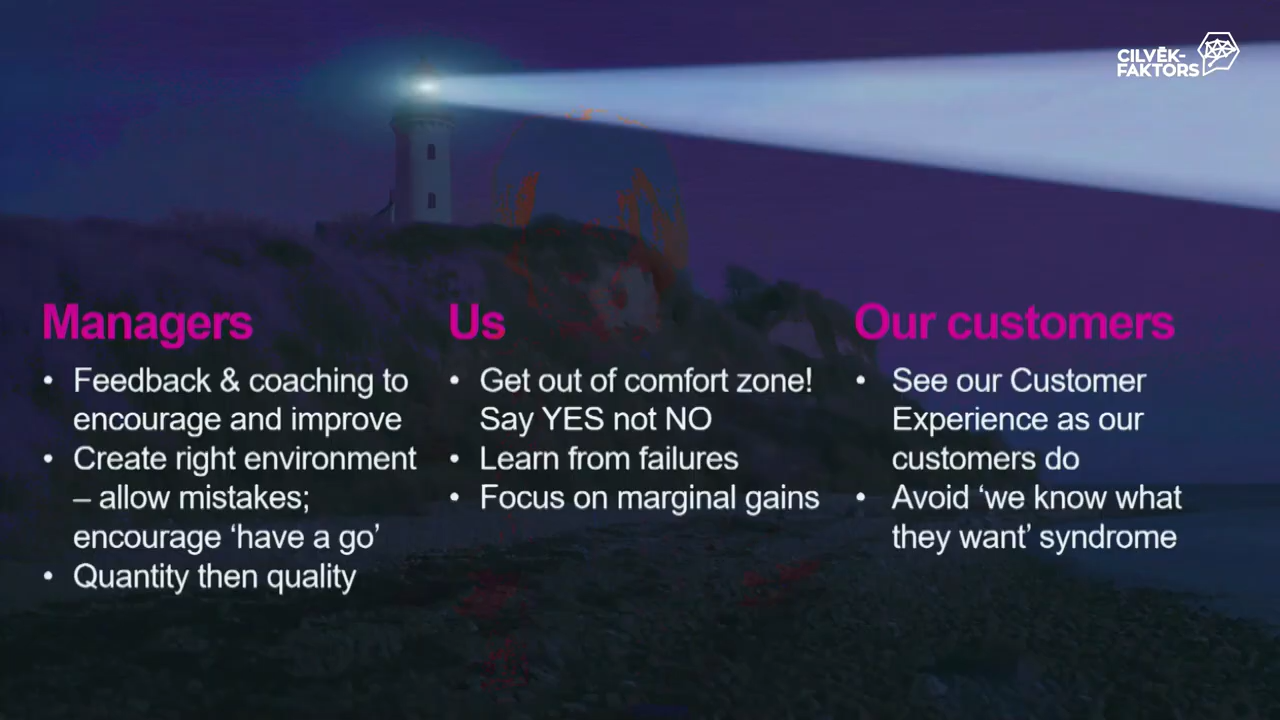 CILVĒK-
FAKTORS
Managers
• Feedback & coaching to
encourage and improve
• Create right environment
– allow mistakes;
encourage ‘have a go’
• Quantity then quality
Us
• Get out of comfort zone!
Say YES not NO
• Learn from failures
• Focus on marginal gains
Our customers
• See our Customer
Experience as our
customers do
• Avoid ‘we know what
they want’ syndrome